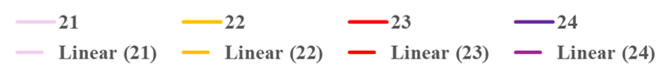 21 22 23 24
Linear (21) Linear (22) Linear (23) Linear (24)